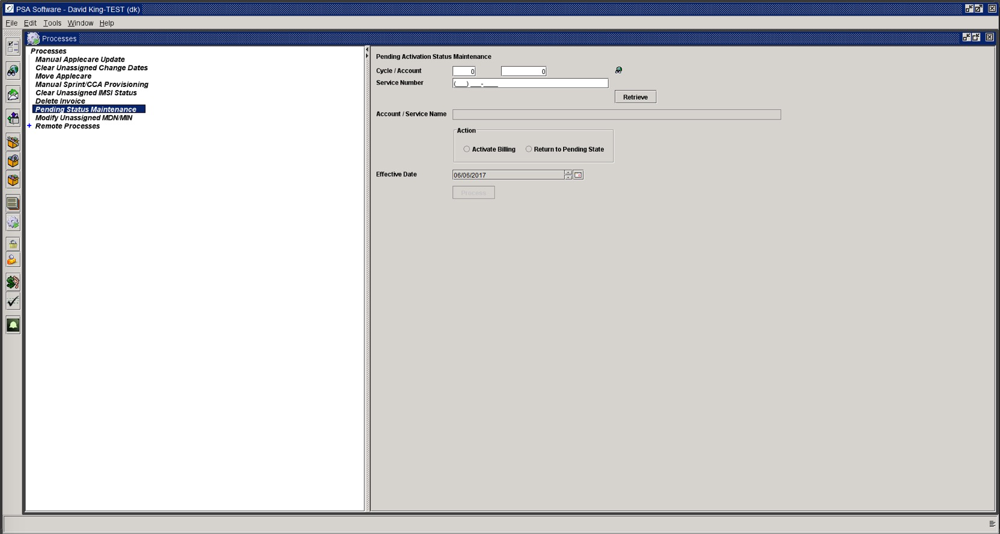 PSA Software - David King-TEST (dk)
File Edit Tools Window Help
Processes
Processes
Manual Applecare Update
Clear Unassigned Change Dates
Move Applecare
Manual Sprint/CCA Provisioning
Clear Unassigned IMSI Status
Delete Invoice
Pending Status Maintenance
Modify Unassigned MDN/MIN
+ Remote Processes
Pending Activation Status Maintenance
Cycle / Account 0 0
Service Number (___) ___-____
Retrieve
Account / Service Name
Action
Activate Billing Return to Pending State
Effective Date 06/06/2017
Process